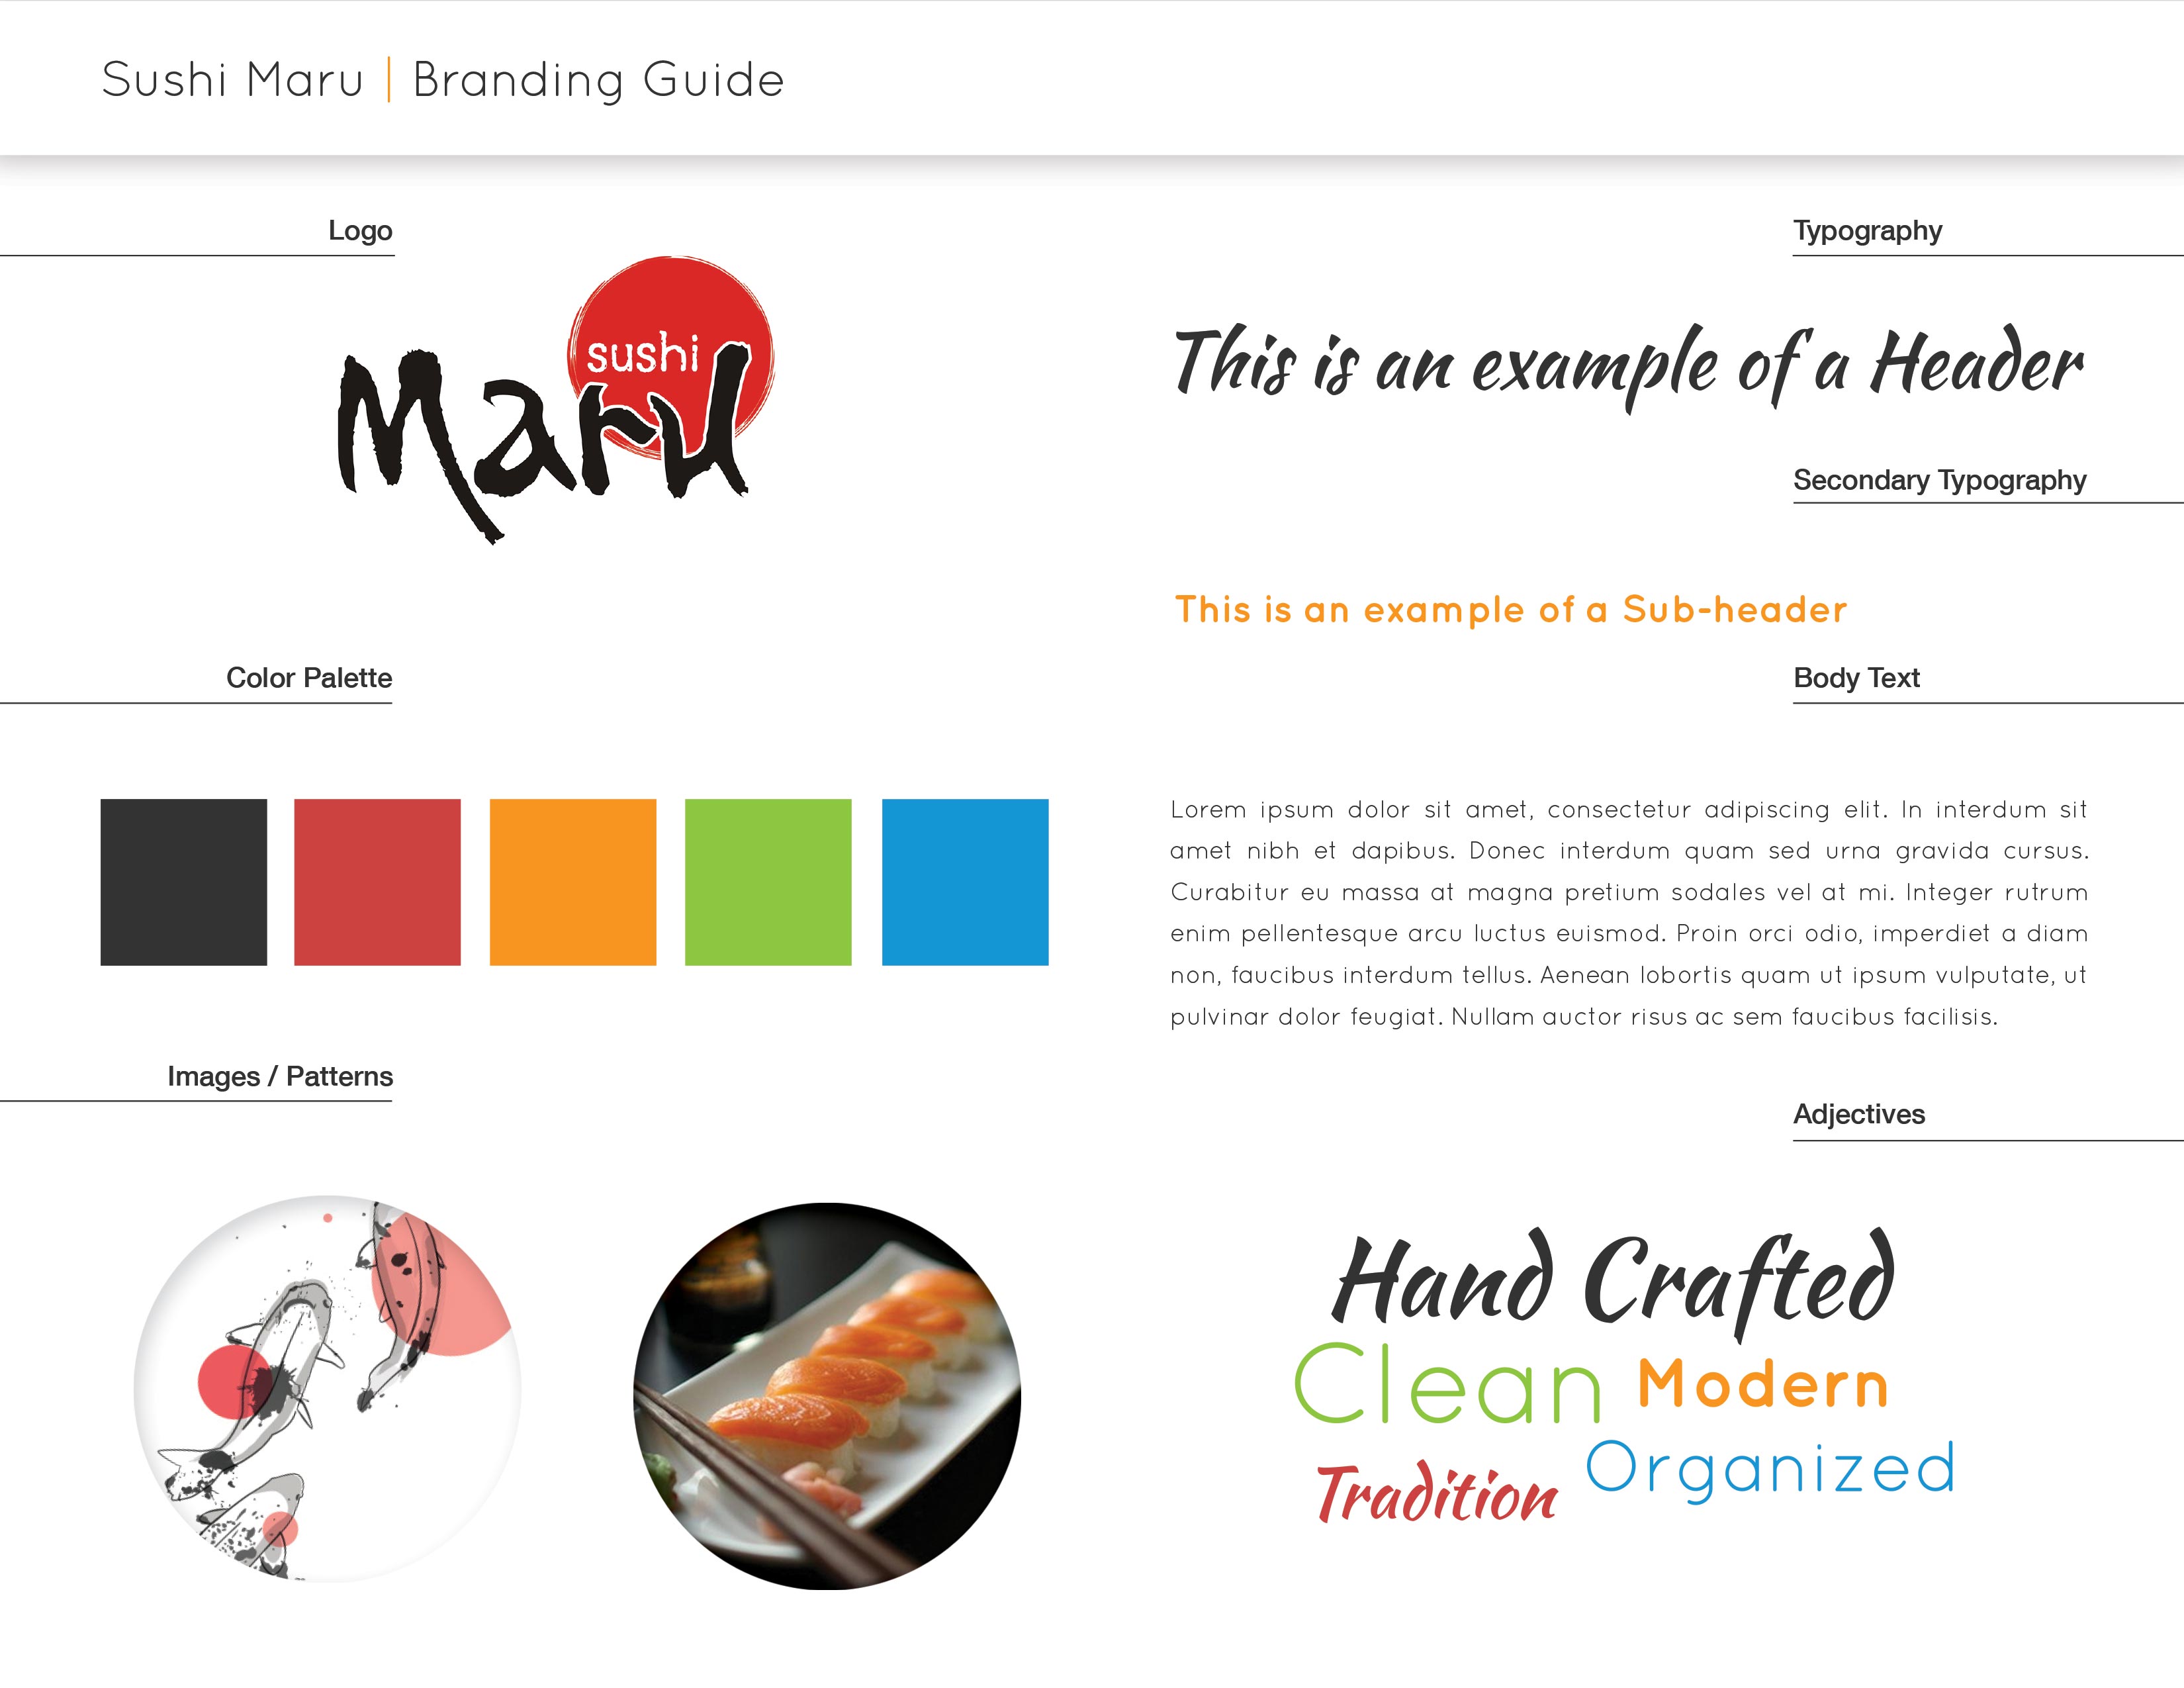 Sushi Maru | Branding Guide
Logo
sushi
Maru
Color Palette
Images / Patterns
Typography
This is an example of a Header
Secondary Typography
This is an example of a Sub-header
Body Text
Lorem ipsum dolor sit amet, consectetur adipiscing elit. In interdum sit
amet nibh et dapibus. Donec interdum quam sed urna gravida cursus.
Curabitur eu massa at magna pretium sodales vel at mi. Integer rutrum
enim pellentesque arcu luctus euismod. Proin orci odio, imperdiet a diam
non, faucibus interdum tellus. Aenean lobortis quam ut ipsum vulputate, ut
pulvinar dolor feugiat. Nullam auctor risus ac sem faucibus facilisis.
Adjectives
Hand Crafted
Clean Modern
Tradition Organized